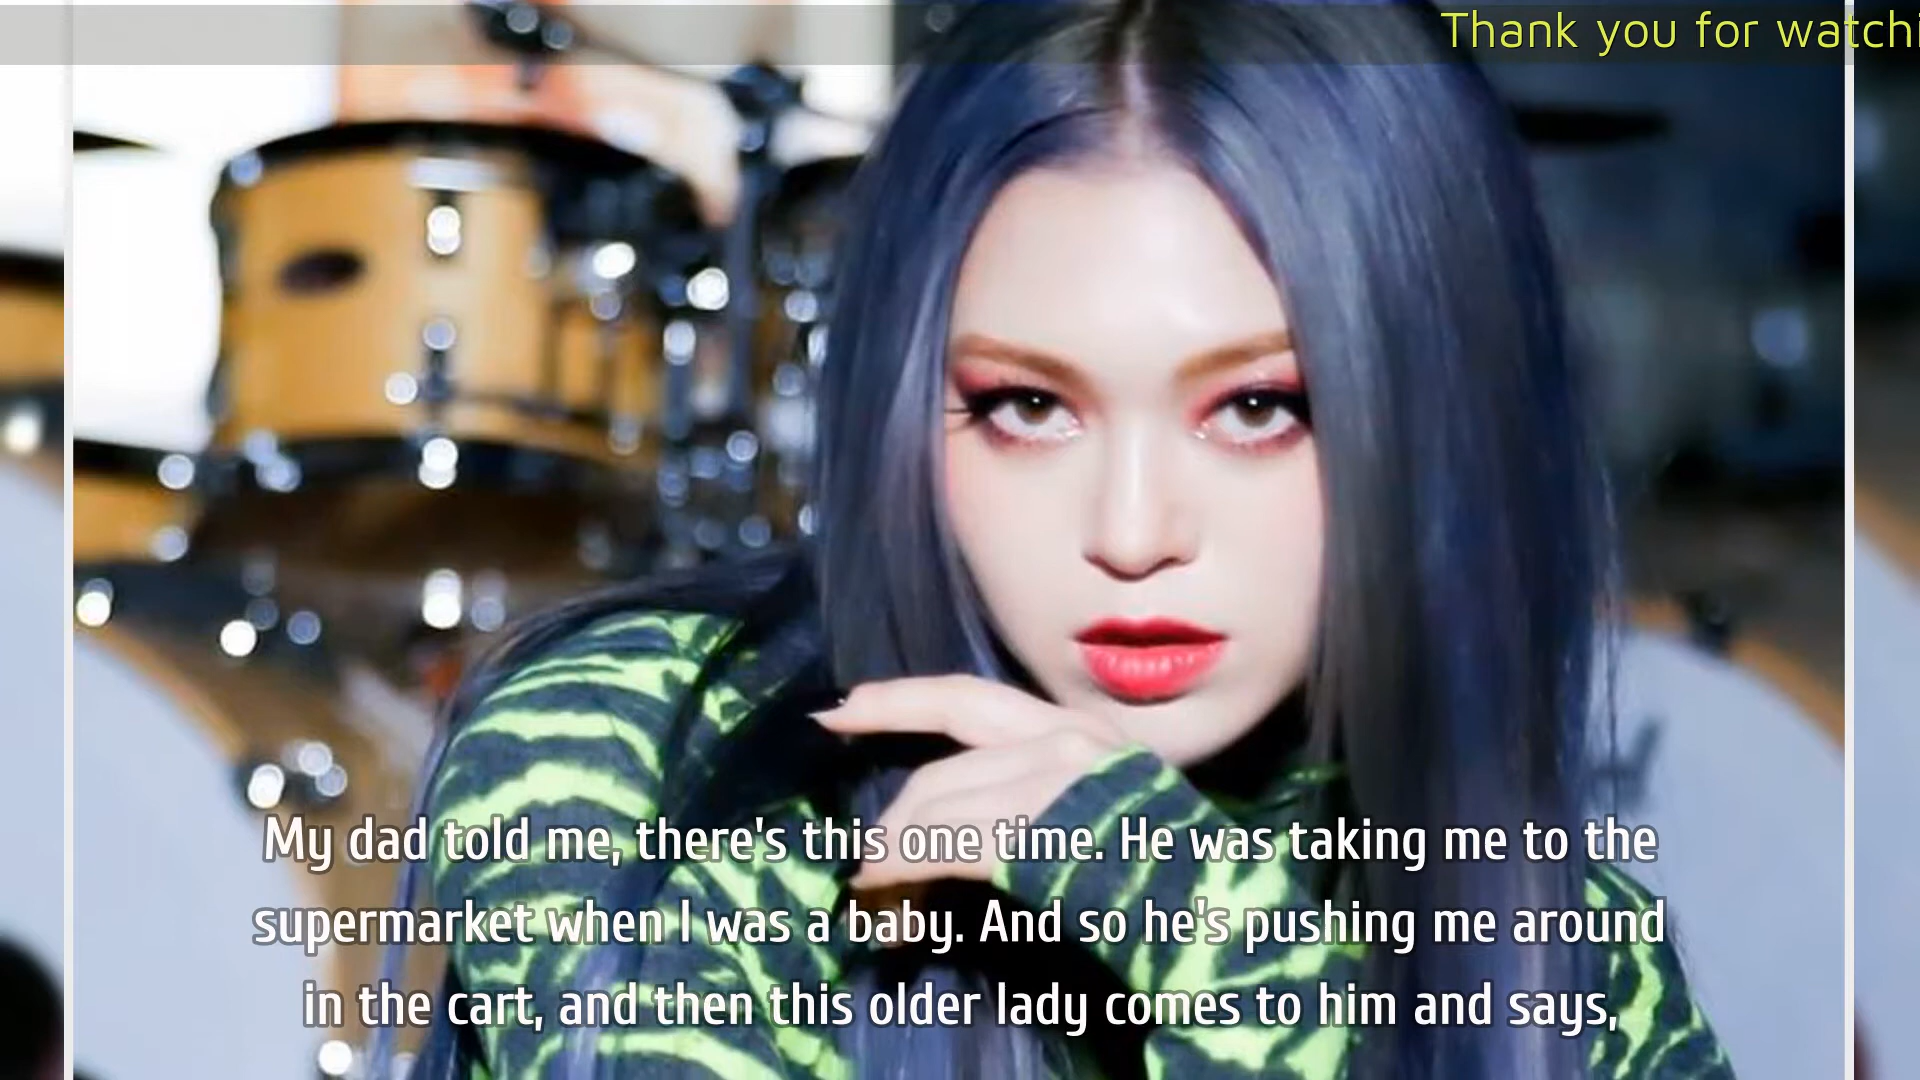 Thank you for watchi
My dad told me, there's this one time. He was taking me to the
supermarket when I was a baby. And so he's pushing me around
in the cart, and then this older lady comes to him and says,